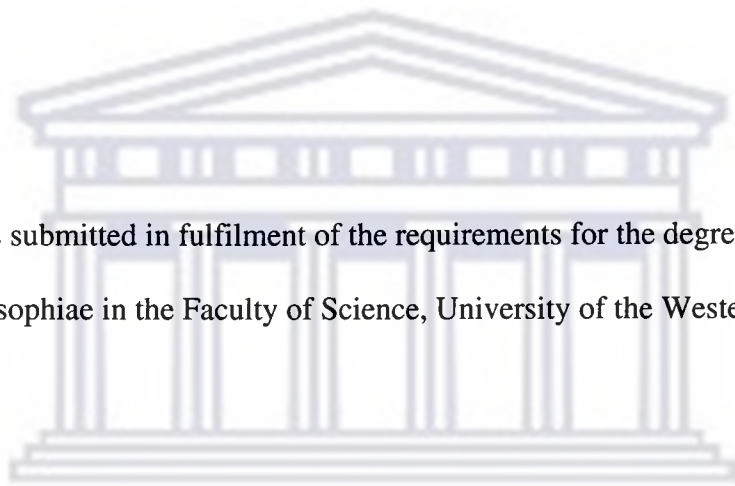 submitted in fulfilment of the requirements for the degre
sophiae in the Faculty of Science, University of the Weste